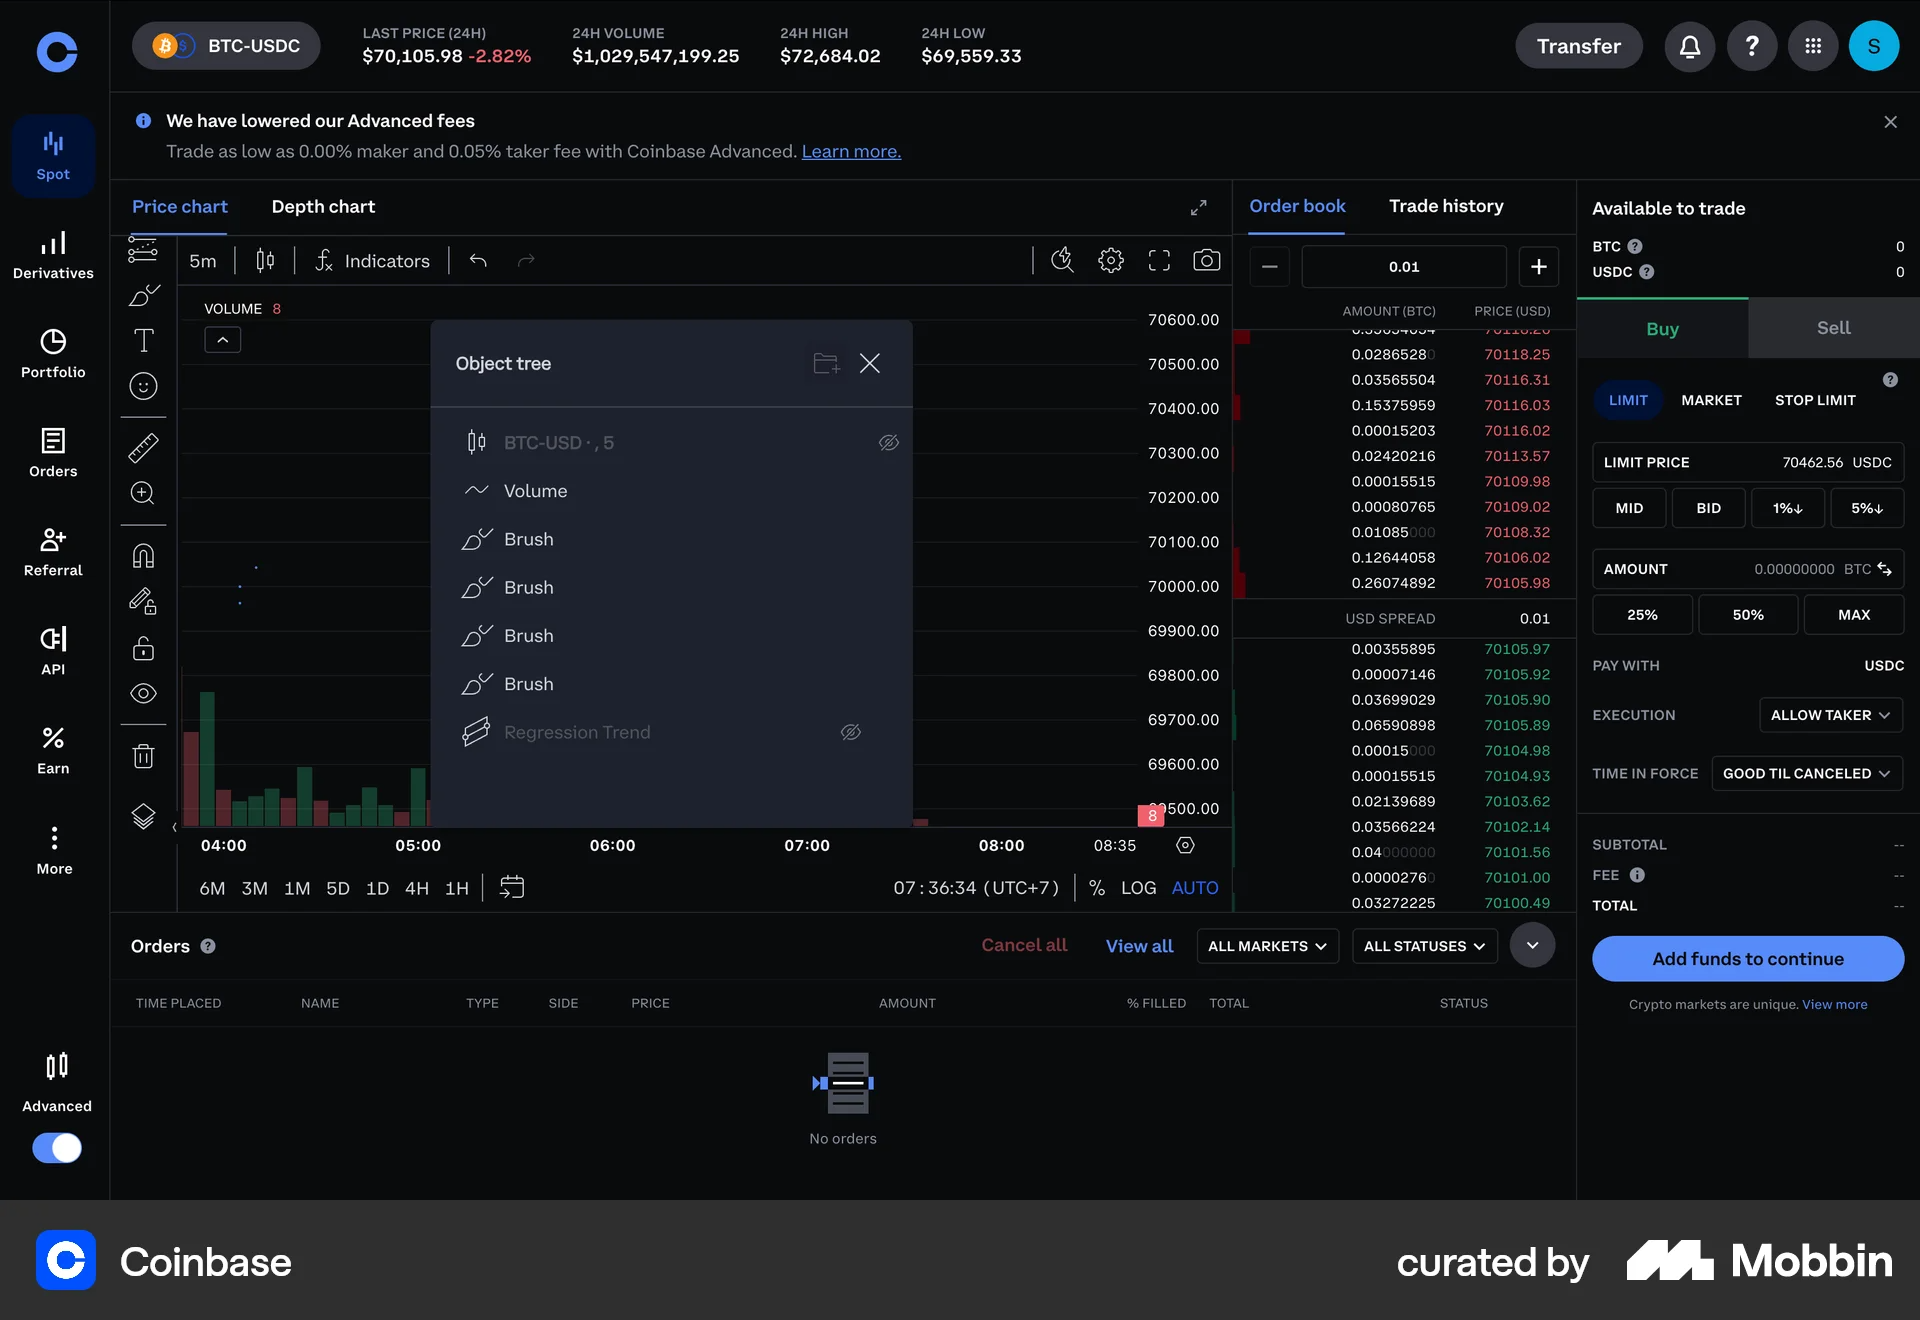 BTC-USDC
LAST PRICE (24H)
$70,105.98 -2.82%
24H VOLUME
$1,029,547,199.25
24H HIGH
$72,684.02
24H LOW
$69,559.33
Transfer
?
S
We have lowered our Advanced fees
Trade as low as 0.00% maker and 0.05% taker fee with Coinbase Advanced. Learn more.
Spot
Derivatives
Portfolio
Orders
Referral
API
Earn
More
Advanced
Price chart
Depth chart
5m
Indicators
VOLUME 8
Object tree
BTC-USD · , 5
Volume
Brush
Brush
Brush
Brush
Regression Trend
70600.00
70500.00
70400.00
70300.00
70200.00
70100.00
70000.00
69900.00
69800.00
69700.00
69600.00
8
04:00
05:00
06:00
07:00
08:00
08:35
6M 3M 1M 5D 1D 4H 1H
07:36:34 (UTC+7)
% LOG AUTO
Order book
Trade history
0.01
AMOUNT (BTC) PRICE (USD)
0.02865280 70118.25
0.03565504 70116.31
0.15375959 70116.03
0.00015203 70116.02
0.02420216 70113.57
0.00015515 70109.98
0.00080765 70109.02
0.01085000 70108.32
0.12644058 70106.02
0.26074892 70105.98
USD SPREAD 0.01
0.00355895 70105.97
0.00007146 70105.92
0.03699029 70105.90
0.06590898 70105.89
0.00015000 70104.98
0.00015515 70104.93
0.02139689 70103.62
0.03566224 70102.14
0.04000000 70101.56
0.00002760 70101.00
0.03272225 70100.49
Available to trade
BTC ? 0
USDC ? 0
Buy
Sell
?
LIMIT
MARKET
STOP LIMIT
LIMIT PRICE 70462.56 USDC
MID BID 1%↓ 5%↓
AMOUNT 0.00000000 BTC
25% 50% MAX
PAY WITH USDC
EXECUTION ALLOW TAKER
TIME IN FORCE GOOD TIL CANCELED
SUBTOTAL --
FEE --
TOTAL --
Add funds to continue
Crypto markets are unique. View more
Orders ?
Cancel all
View all
ALL MARKETS
ALL STATUSES
TIME PLACED NAME TYPE SIDE PRICE AMOUNT % FILLED TOTAL STATUS
No orders
Coinbase
curated by
Mobbin